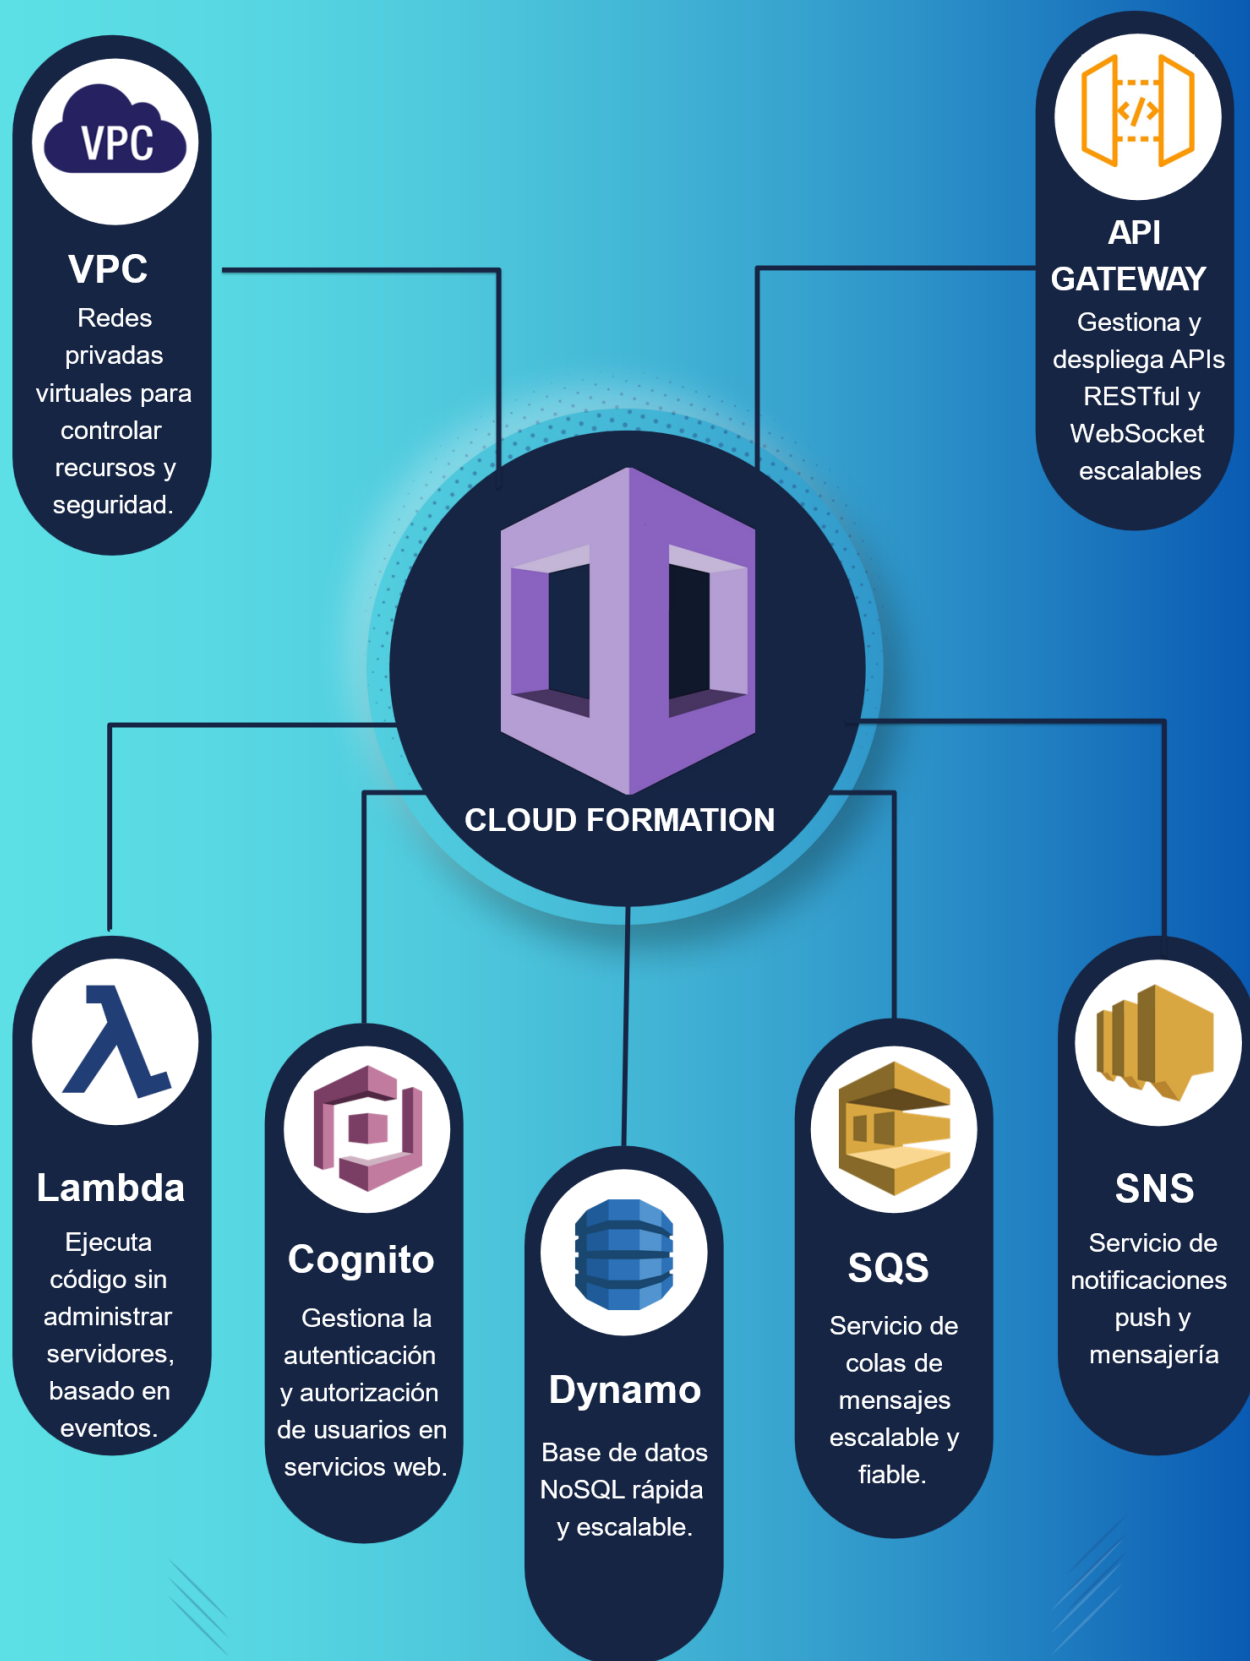 VPC
VPC
Redes
privadas
virtuales para
controlar
recursos y
seguridad.
</>
API
GATEWAY
Gestiona y
despliega APIs
RESTful y
WebSocket
escalables
CLOUD FORMATION
λ
Lambda
Ejecuta
código sin
administrar
servidores,
basado en
eventos.
Cognito
Gestiona la
autenticación
y autorización
de usuarios en
servicios web.
Dynamo
Base de datos
NoSQL rápida
y escalable.
SQS
Servicio de
colas de
mensajes
escalable y
fiable.
SNS
Servicio de
notificaciones
push y
mensajería